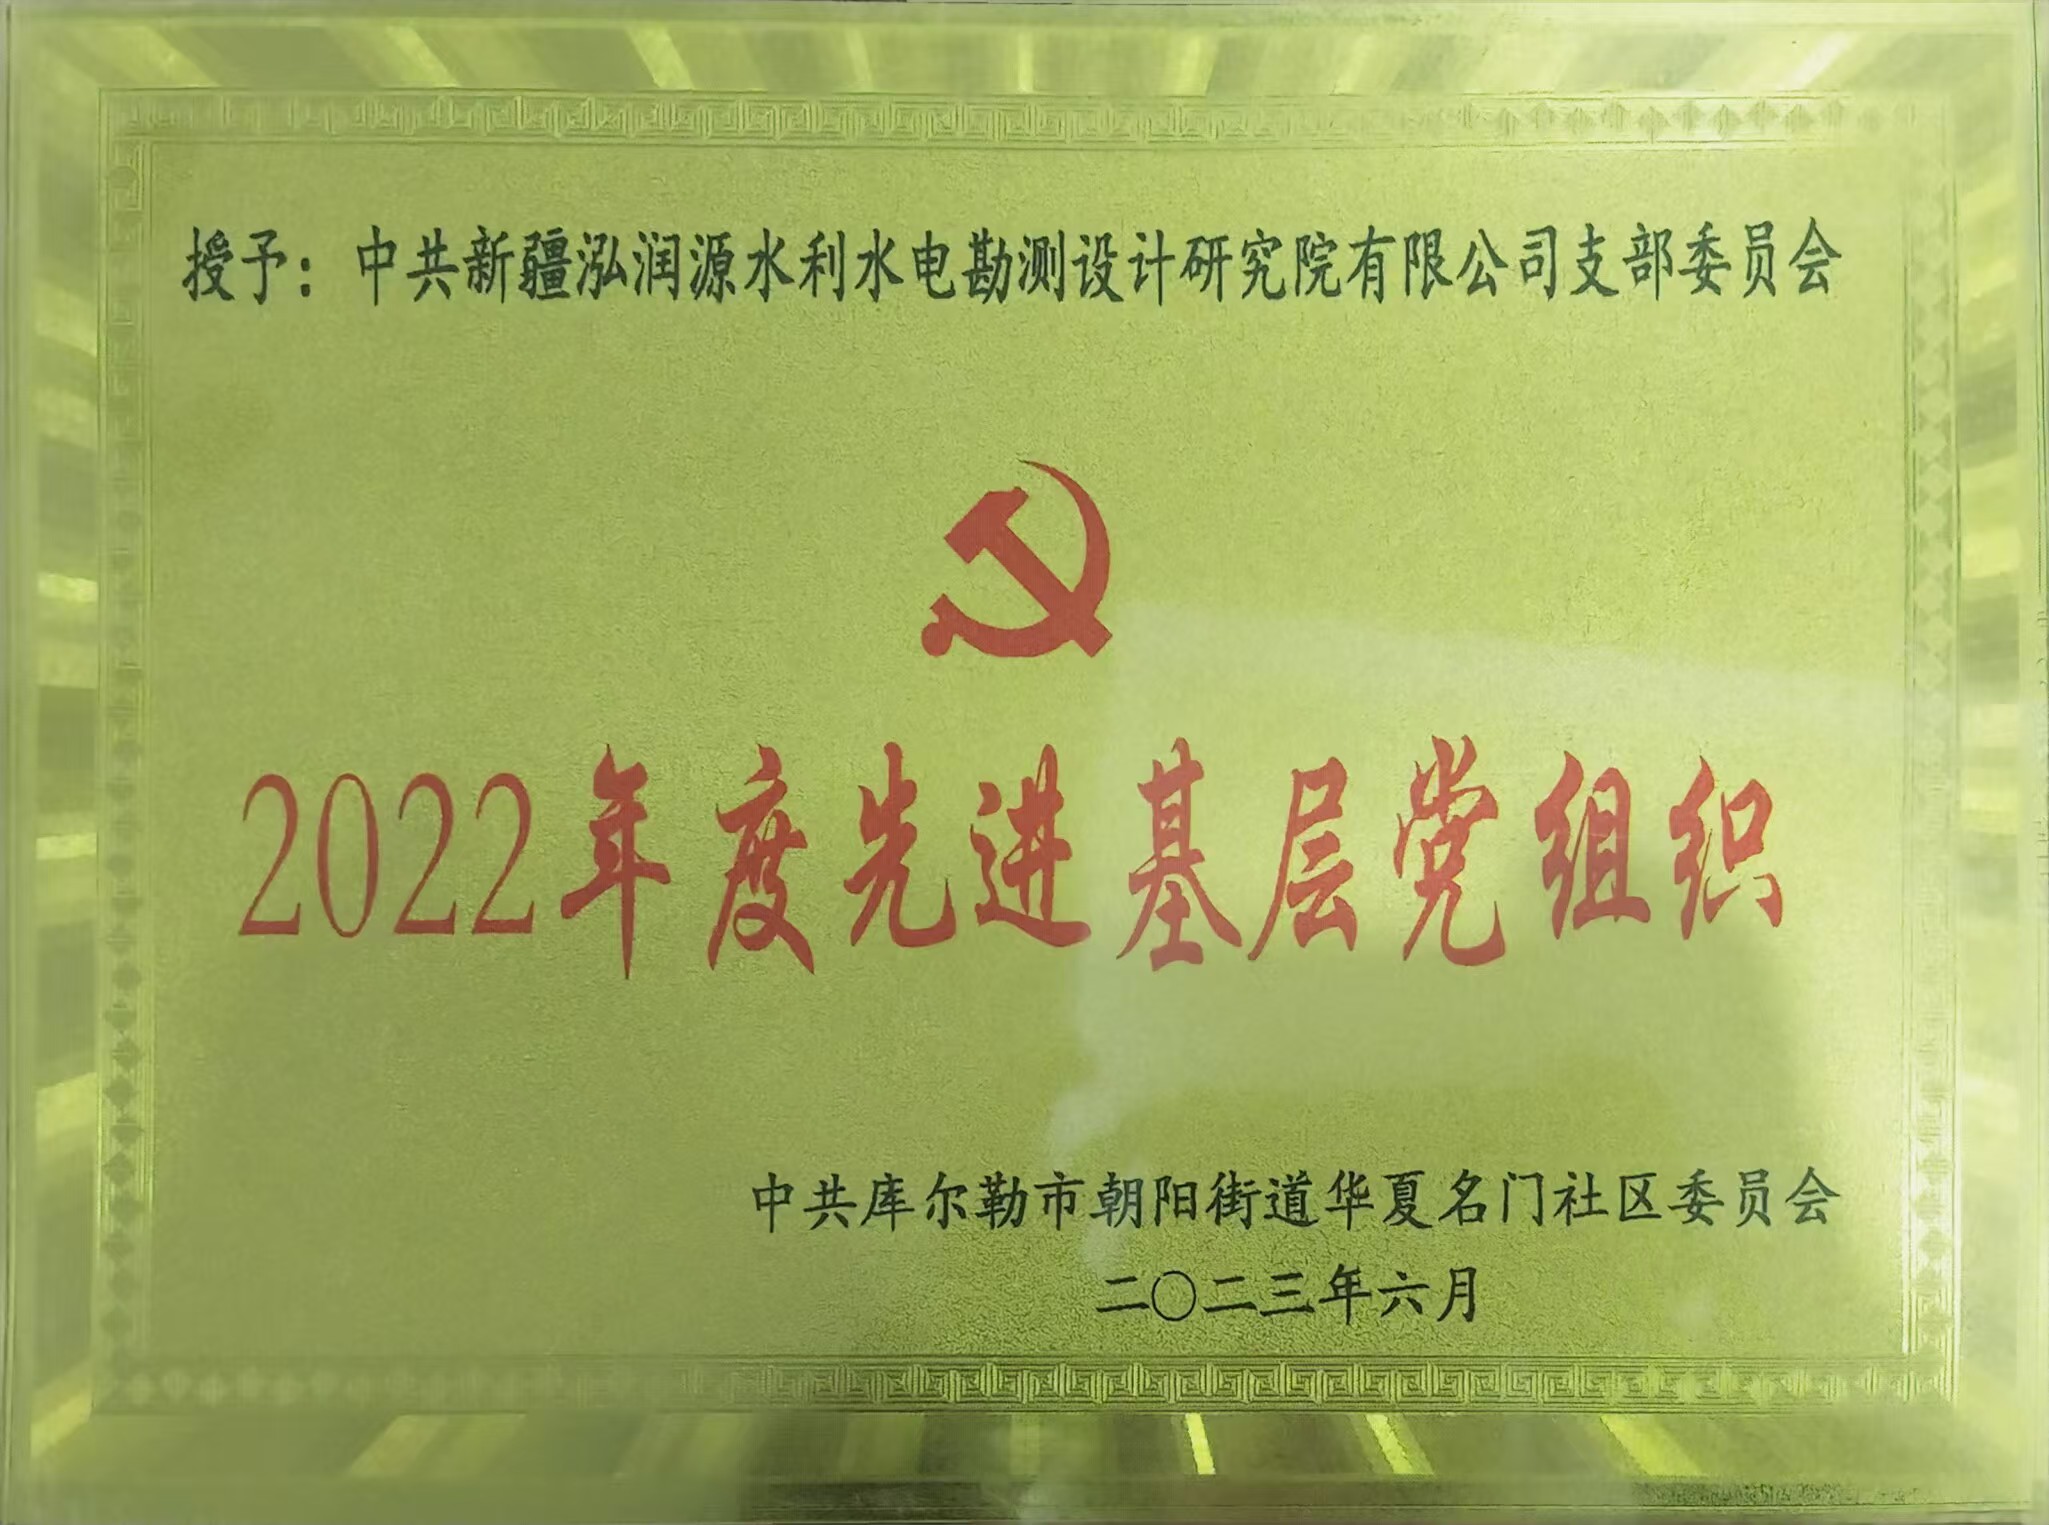 授予：中共新疆泓润源水利水电勘测设计研究院有限公司支部委员会
2022年度先进基层党组织
中共库尔勒市朝阳街道华夏名门社区委员会
二〇二三年六月